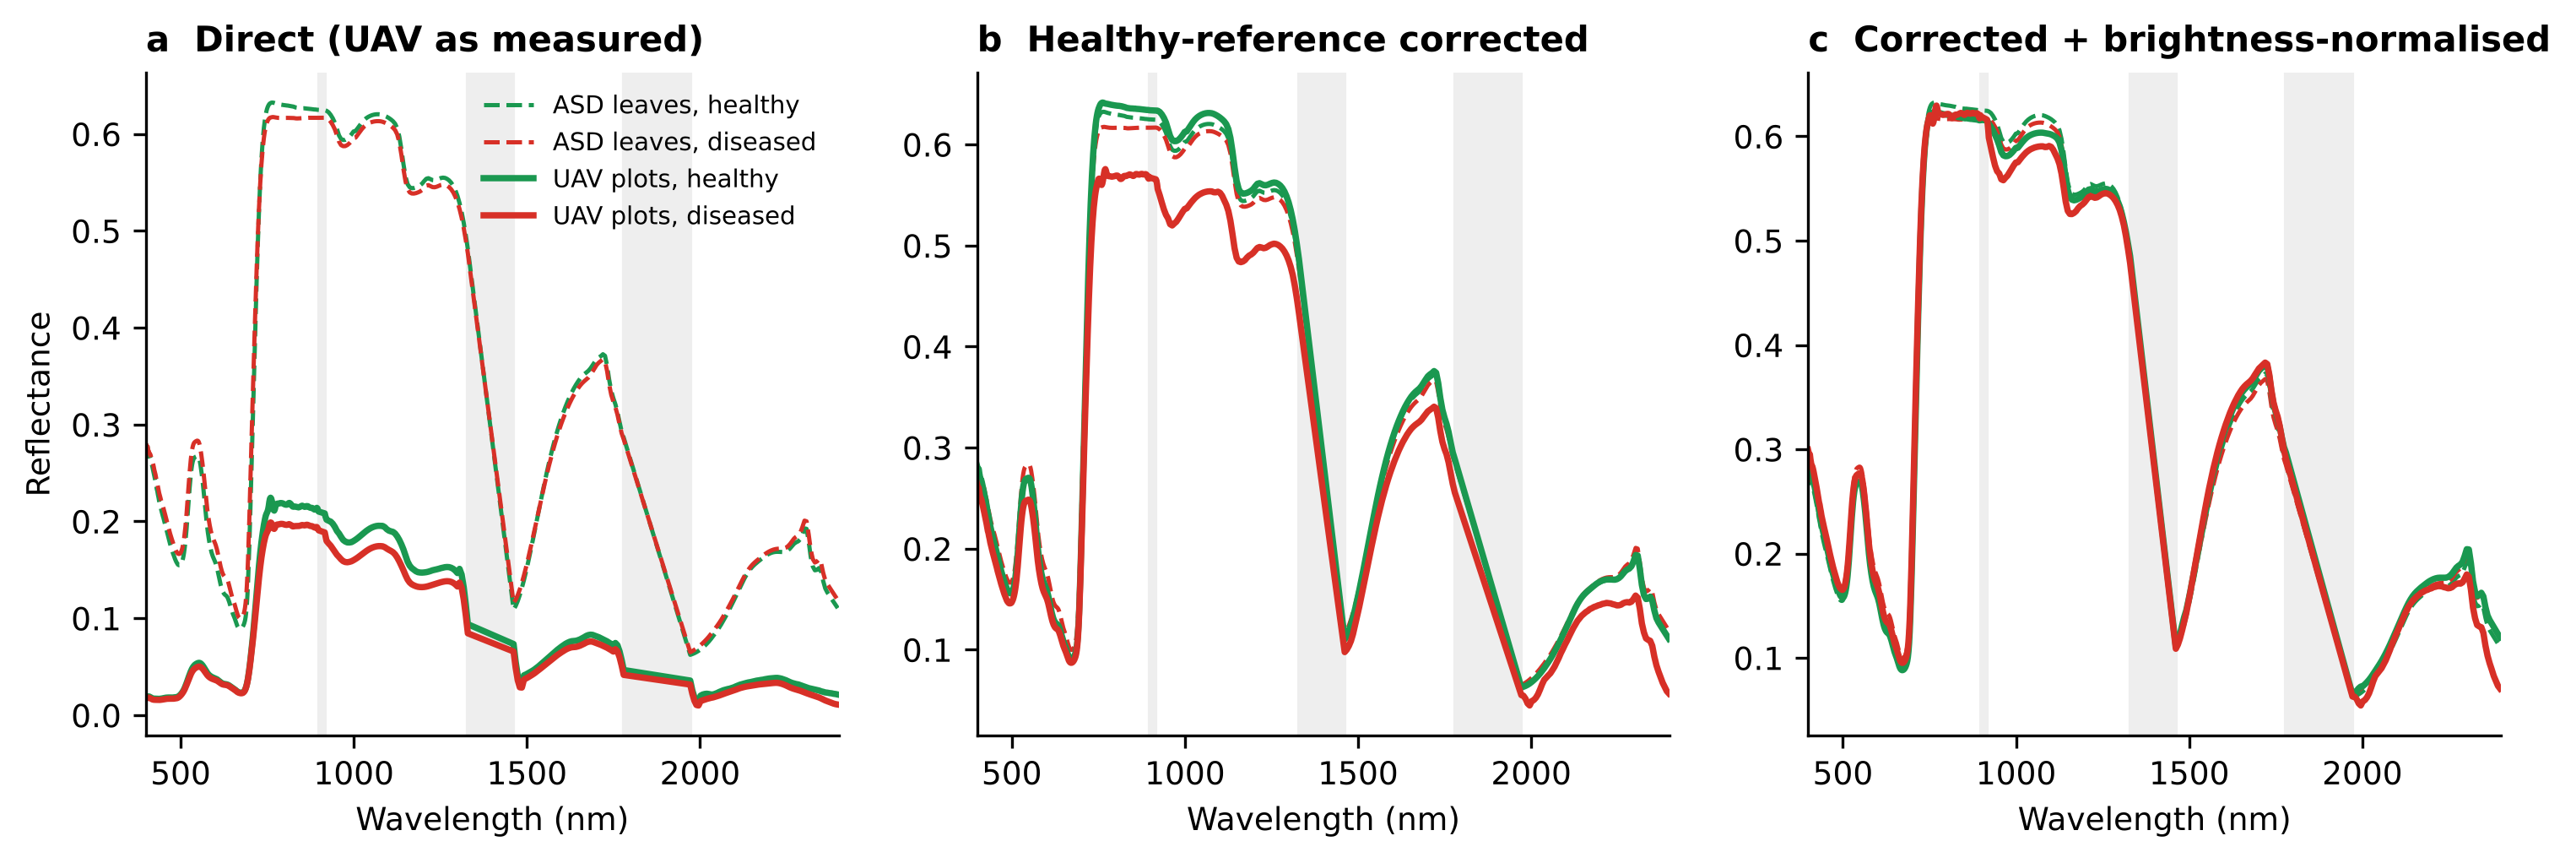 a  Direct (UAV as measured)
b  Healthy-reference corrected
c  Corrected + brightness-normalised
ASD leaves, healthy
ASD leaves, diseased
UAV plots, healthy
UAV plots, diseased
Reflectance
0.6
0.5
0.4
0.3
0.2
0.1
0.0
500 1000 1500 2000
Wavelength (nm)
0.6
0.5
0.4
0.3
0.2
0.1
500 1000 1500 2000
Wavelength (nm)
0.6
0.5
0.4
0.3
0.2
0.1
500 1000 1500 2000
Wavelength (nm)